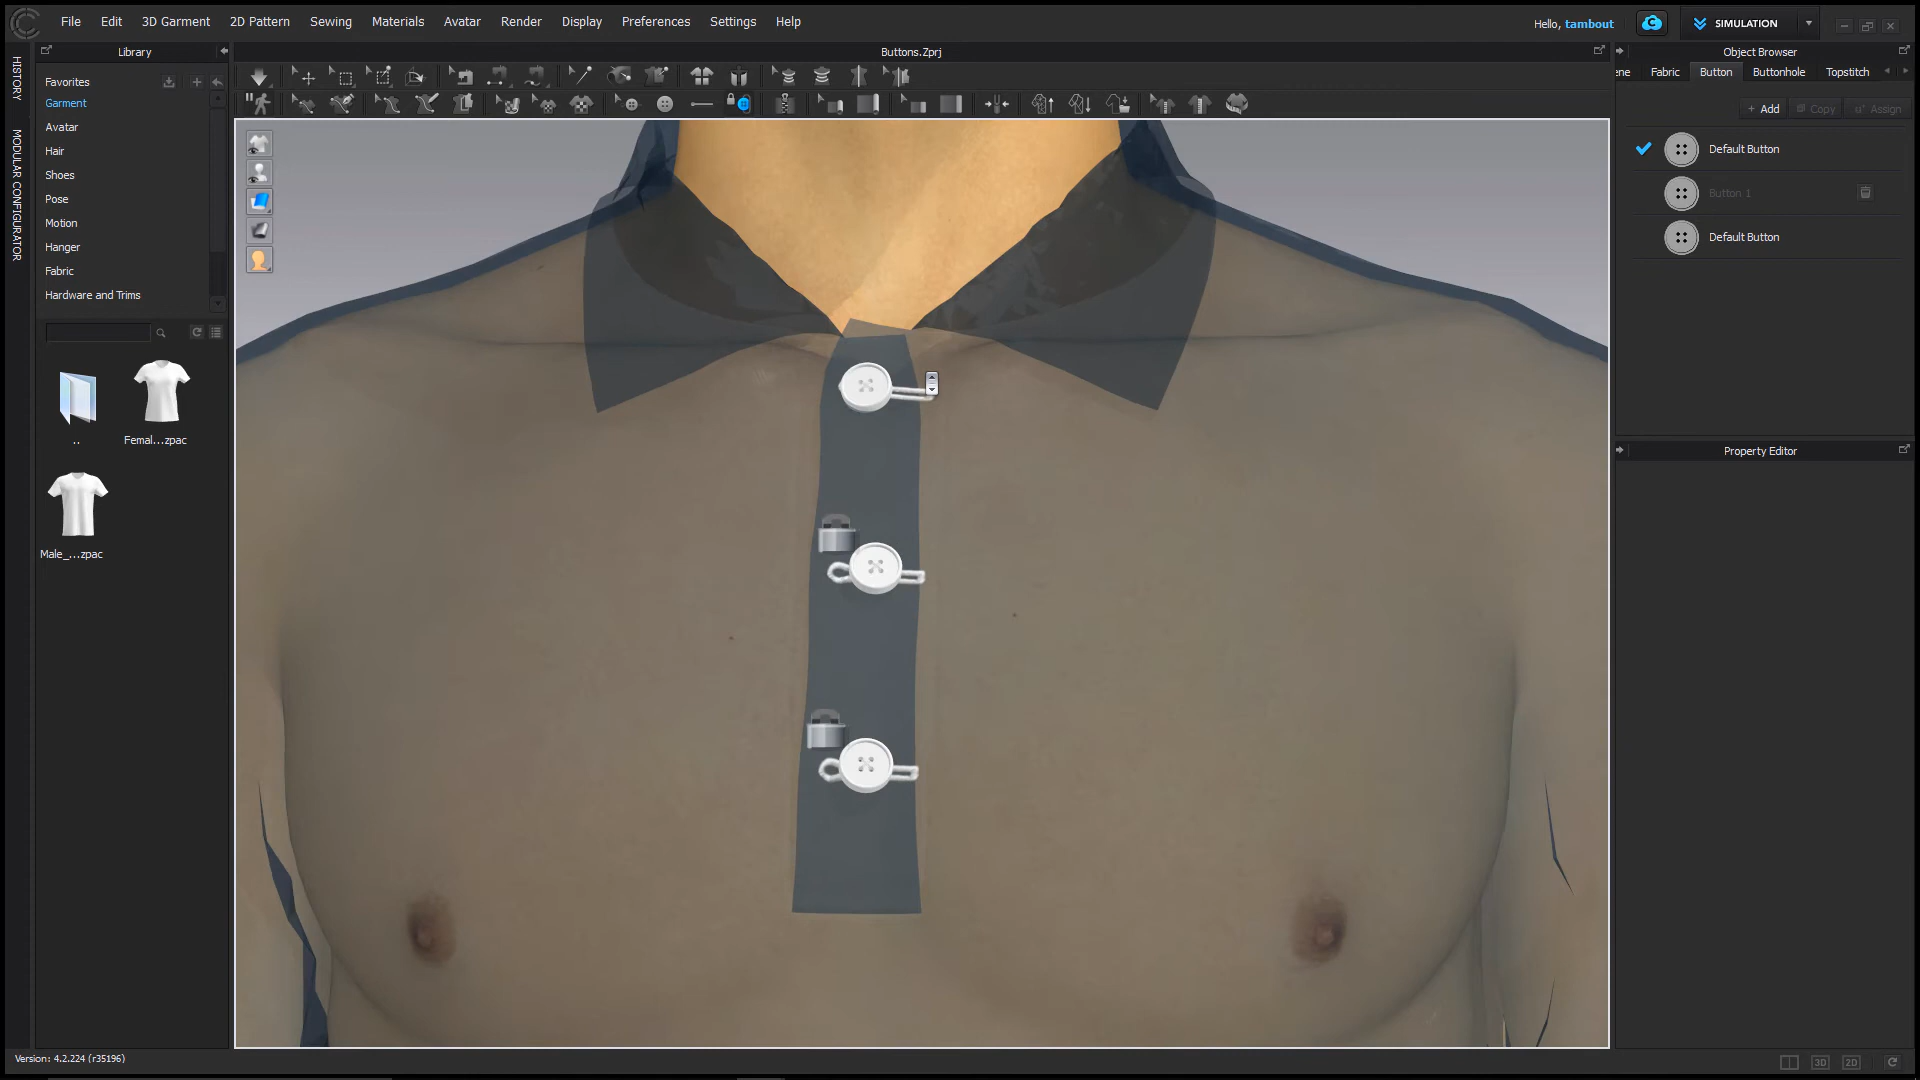 File Edit 3D Garment 2D Pattern Sewing Materials Avatar Render Display Preferences Settings Help
Hello, tambout
SIMULATION
HISTORY
MODULAR CONFIGURATOR
Library
Favorites
Garment
Avatar
Hair
Shoes
Pose
Motion
Hanger
Fabric
Hardware and Trims
..
Femal...zpac
Male_...zpac
Buttons.Zprj
Object Browser
ene Fabric Button Buttonhole Topstitch
+ Add Copy Assign
Default Button
Button 1
Default Button
Property Editor
Version: 4.2.224 (r35196)
3D 2D